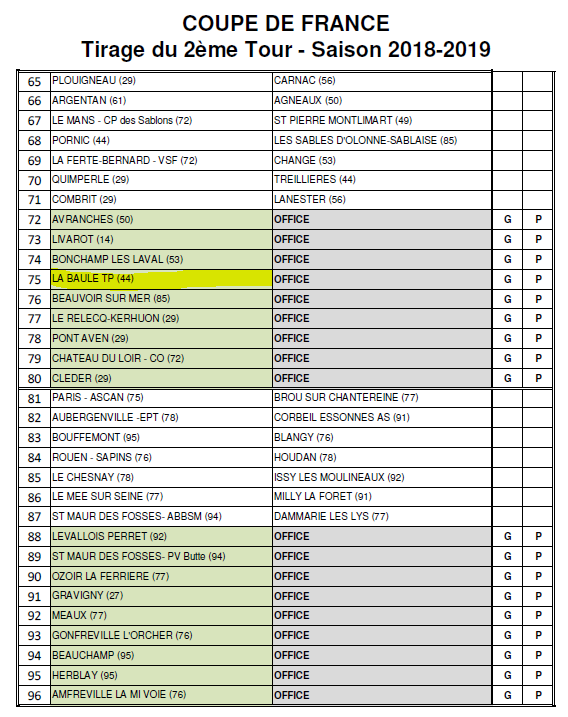 COUPE DE FRANCE
Tirage du 2ème Tour - Saison 2018-2019
65 PLOUIGNEAU (29) CARNAC (56)
66 ARGENTAN (61) AGNEAUX (50)
67 LE MANS - CP des Sablons (72) ST PIERRE MONTLIMART (49)
68 PORNIC (44) LES SABLES D'OLONNE-SABLAISE (85)
69 LA FERTE-BERNARD - VSF (72) CHANGE (53)
70 QUIMPERLE (29) TREILLIERES (44)
71 COMBRIT (29) LANESTER (56)
72 AVRANCHES (50) OFFICE G P
73 LIVAROT (14) OFFICE G P
74 BONCHAMP LES LAVAL (53) OFFICE G P
75 LA BAULE TP (44) OFFICE G P
76 BEAUVOIR SUR MER (85) OFFICE G P
77 LE RELECQ-KERHUON (29) OFFICE G P
78 PONT AVEN (29) OFFICE G P
79 CHATEAU DU LOIR - CO (72) OFFICE G P
80 CLEDER (29) OFFICE G P
81 PARIS - ASCAN (75) BROU SUR CHANTEREINE (77)
82 AUBERGENVILLE -EPT (78) CORBEIL ESSONNES AS (91)
83 BOUFFEMONT (95) BLANGY (76)
84 ROUEN - SAPINS (76) HOUDAN (78)
85 LE CHESNAY (78) ISSY LES MOULINEAUX (92)
86 LE MEE SUR SEINE (77) MILLY LA FORET (91)
87 ST MAUR DES FOSSES- ABBSM (94) DAMMARIE LES LYS (77)
88 LEVALLOIS PERRET (92) OFFICE G P
89 ST MAUR DES FOSSES- PV Butte (94) OFFICE G P
90 OZOIR LA FERRIERE (77) OFFICE G P
91 GRAVIGNY (27) OFFICE G P
92 MEAUX (77) OFFICE G P
93 GONFREVILLE L'ORCHER (76) OFFICE G P
94 BEAUCHAMP (95) OFFICE G P
95 HERBLAY (95) OFFICE G P
96 AMFREVILLE LA MI VOIE (76) OFFICE G P